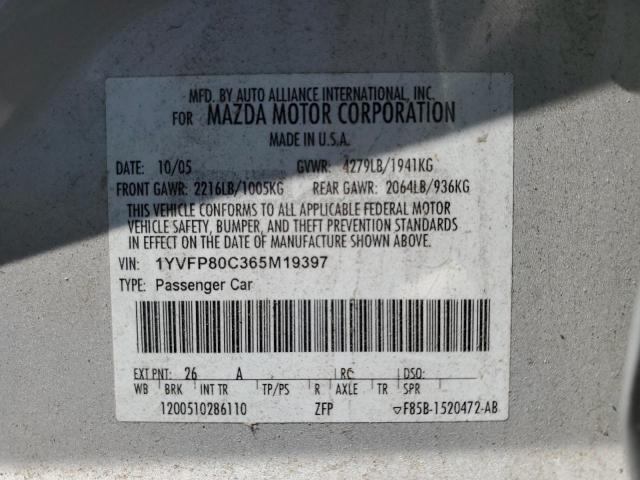 MFD. BY AUTO ALLIANCE INTERNATIONAL, INC.
FOR MAZDA MOTOR CORPORATION
MADE IN U.S.A.
DATE: 10/05 GVWR: 4279LB/1941KG
FRONT GAWR: 2216LB/1005KG REAR GAWR: 2064LB/936KG
THIS VEHICLE CONFORMS TO ALL APPLICABLE FEDERAL MOTOR
VEHICLE SAFETY, BUMPER, AND THEFT PREVENTION STANDARDS
IN EFFECT ON THE DATE OF MANUFACTURE SHOWN ABOVE.
VIN: 1YVFP80C365M19397
TYPE: Passenger Car
EXT PNT: 26 A RC: DSO:
WB BRK INT TR TP/PS R AXLE TR SPR
1200510286110 ZFP ▽F85B-1520472-AB